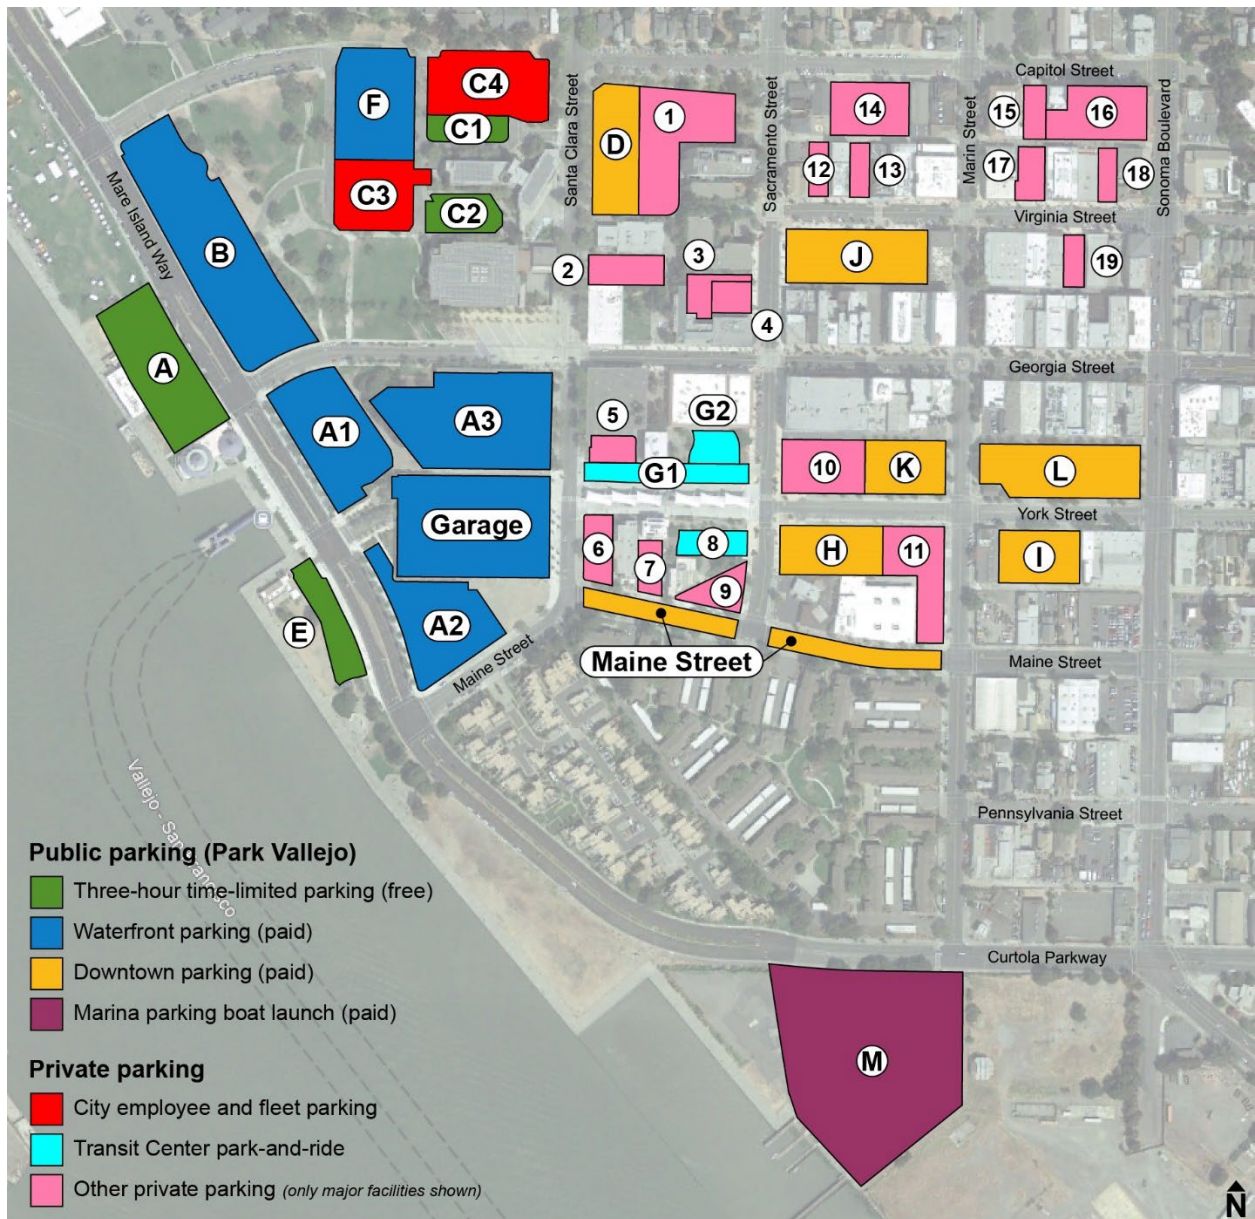 Capitol Street
C4
F
15
16
14
1
C1
D
Santa Clara Street
Sacramento Street
Marin Street
Sonoma Boulevard
12
13
17
18
C3
C2
Virginia Street
Mare Island Way
B
3
J
19
2
4
A
Georgia Street
A3
G2
A1
5
10
K
L
G1
York Street
Garage
6
8
H
11
I
7
9
E
A2
Maine Street
Maine Street
Maine Street
Vallejo - San Francisco
Pennsylvania Street
Public parking (Park Vallejo)
Three-hour time-limited parking (free)
Waterfront parking (paid)
Downtown parking (paid)
Marina parking boat launch (paid)
Curtola Parkway
M
Private parking
City employee and fleet parking
Transit Center park-and-ride
Other private parking (only major facilities shown)
N